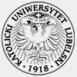 KATOLICKI UNIWERSYTET LUBELSKI
· 1918 ·